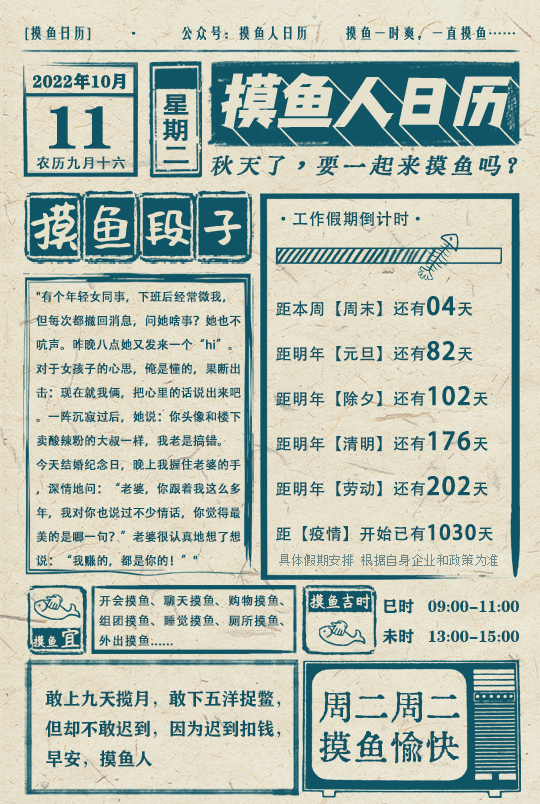 [摸鱼日历] · 公众号：摸鱼人日历 摸鱼一时爽，一直摸鱼……
2022年10月
11
农历九月十六
星期二
摸鱼人日历
秋天了，要一起来摸鱼吗？
摸鱼段子
"有个年轻女同事，下班后经常微我，
但每次都撤回消息，问她啥事？她也不
吭声。昨晚八点她又发来一个“hi”。
对于女孩子的心思，俺是懂的，果断出
击：现在就我俩，把心里的话说出来吧
。一阵沉寂过后，她说：你头像和楼下
卖酸辣粉的大叔一样，我老是搞错。
今天结婚纪念日，晚上我握住老婆的手
，深情地问：“老婆，你跟着我这么多
年，我对你也说过不少情话，你觉得最
美的是哪一句？”老婆很认真地想了想
说：“我赚的，都是你的！”"
·工作假期倒计时·
距本周【周末】还有04天
距明年【元旦】还有82天
距明年【除夕】还有102天
距明年【清明】还有176天
距明年【劳动】还有202天
距【疫情】开始已有1030天
具体假期安排 根据自身企业和政策为准
摸鱼宜
开会摸鱼、聊天摸鱼、购物摸鱼、
组团摸鱼、睡觉摸鱼、厕所摸鱼、
外出摸鱼……
摸鱼吉时
巳时 09:00-11:00
未时 13:00-15:00
敢上九天揽月，敢下五洋捉鳖，
但却不敢迟到，因为迟到扣钱，
早安，摸鱼人
周二周二
摸鱼愉快